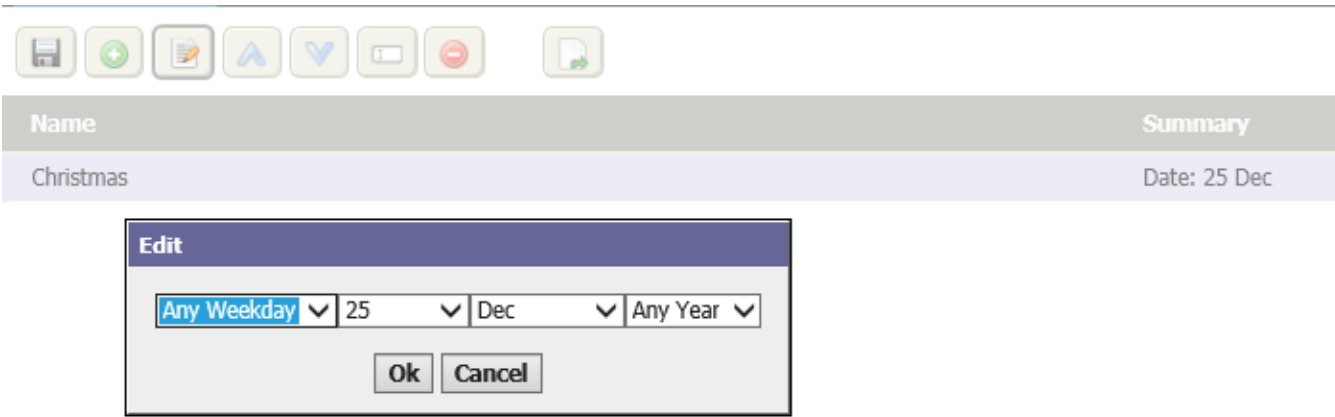 Name Summary
Christmas Date: 25 Dec
Edit
Any Weekday 25 Dec Any Year
Ok Cancel